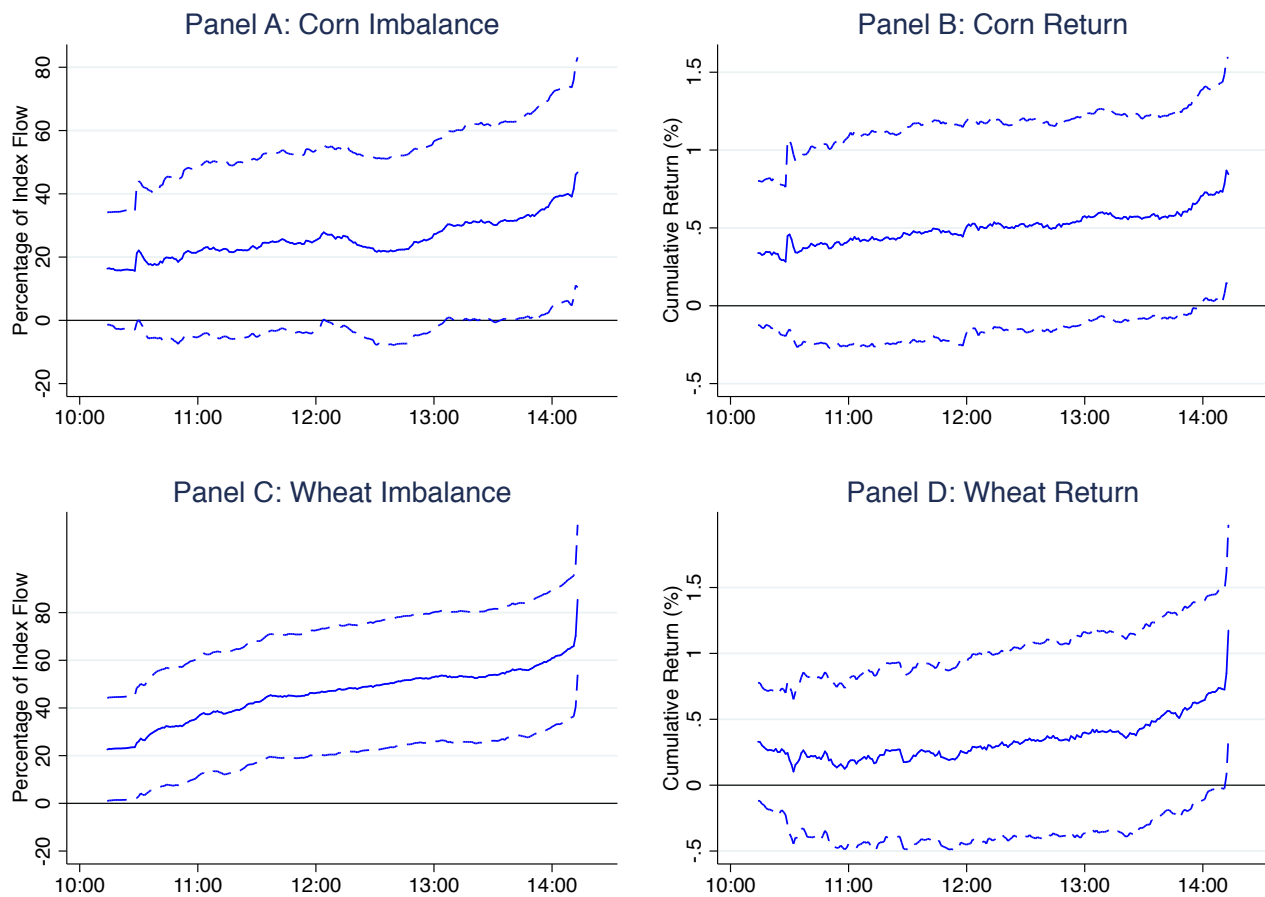 Panel A: Corn Imbalance
Percentage of Index Flow
80
60
40
20
0
-20
10:00 11:00 12:00 13:00 14:00
Panel B: Corn Return
Cumulative Return (%)
1.5
1
.5
0
-.5
10:00 11:00 12:00 13:00 14:00
Panel C: Wheat Imbalance
Percentage of Index Flow
80
60
40
20
0
-20
10:00 11:00 12:00 13:00 14:00
Panel D: Wheat Return
Cumulative Return (%)
1.5
1
.5
0
-.5
10:00 11:00 12:00 13:00 14:00